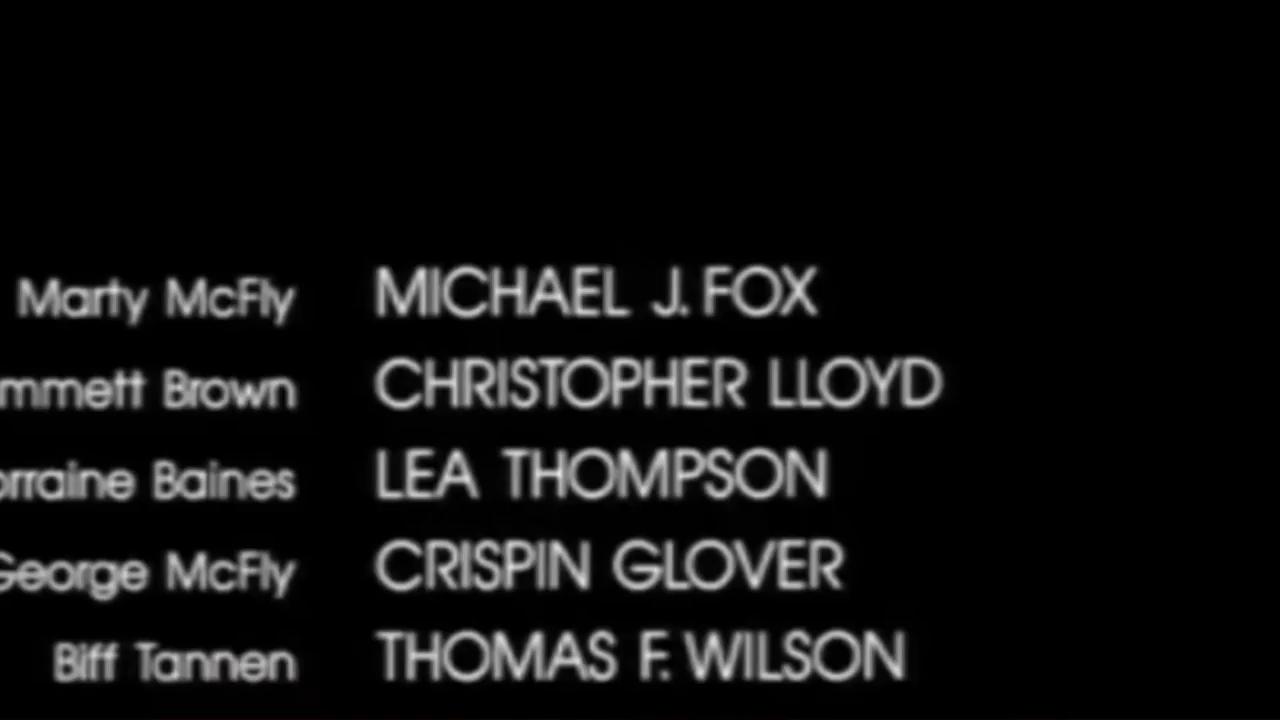 Marty McFly MICHAEL J. FOX
mmett Brown CHRISTOPHER LLOYD
orraine Baines LEA THOMPSON
George McFly CRISPIN GLOVER
Biff Tannen THOMAS F. WILSON